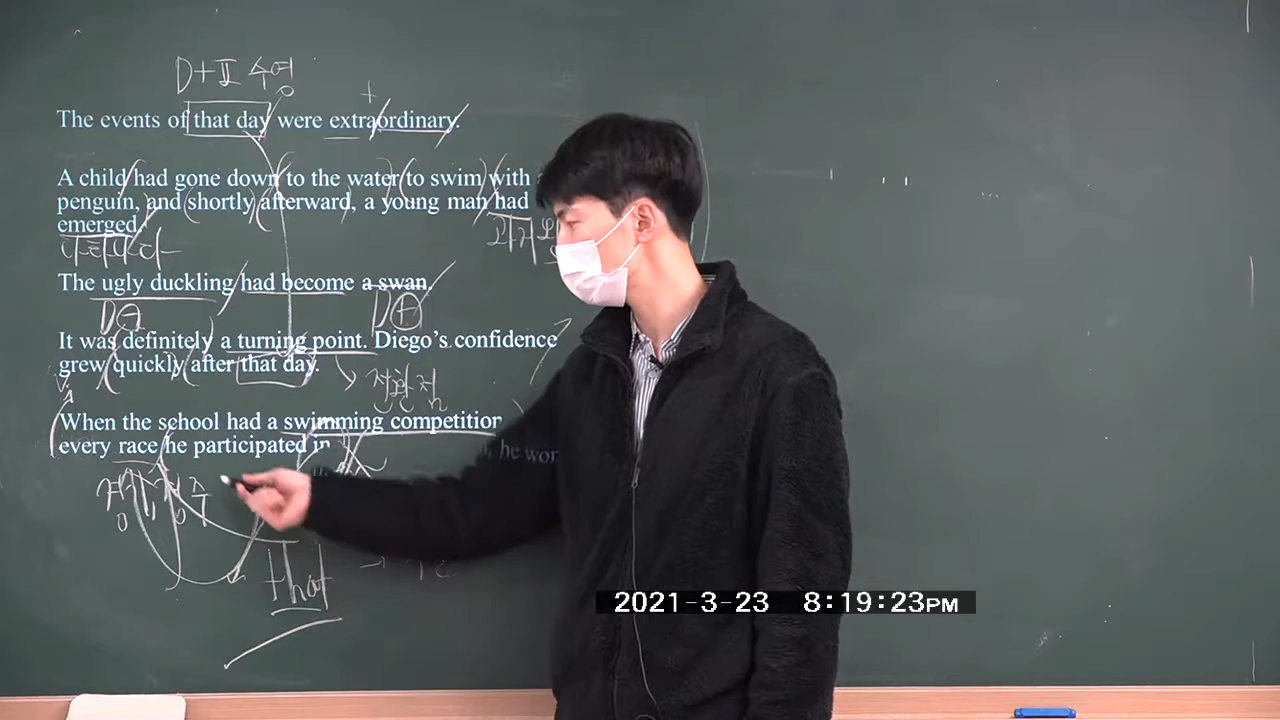 D+Ⅱ 수영
The events of that day were extraordinary.
A child had gone down to the water to swim with
penguin, and shortly afterward, a young man had
emerged.
나타나다
The ugly duckling had become a swan.
It was definitely a turning point. Diego's confidence
grew quickly after that day.
전환점
When the school had a swimming competition
every race he participated in
he won
that
2021-3-23 8:19:23PM